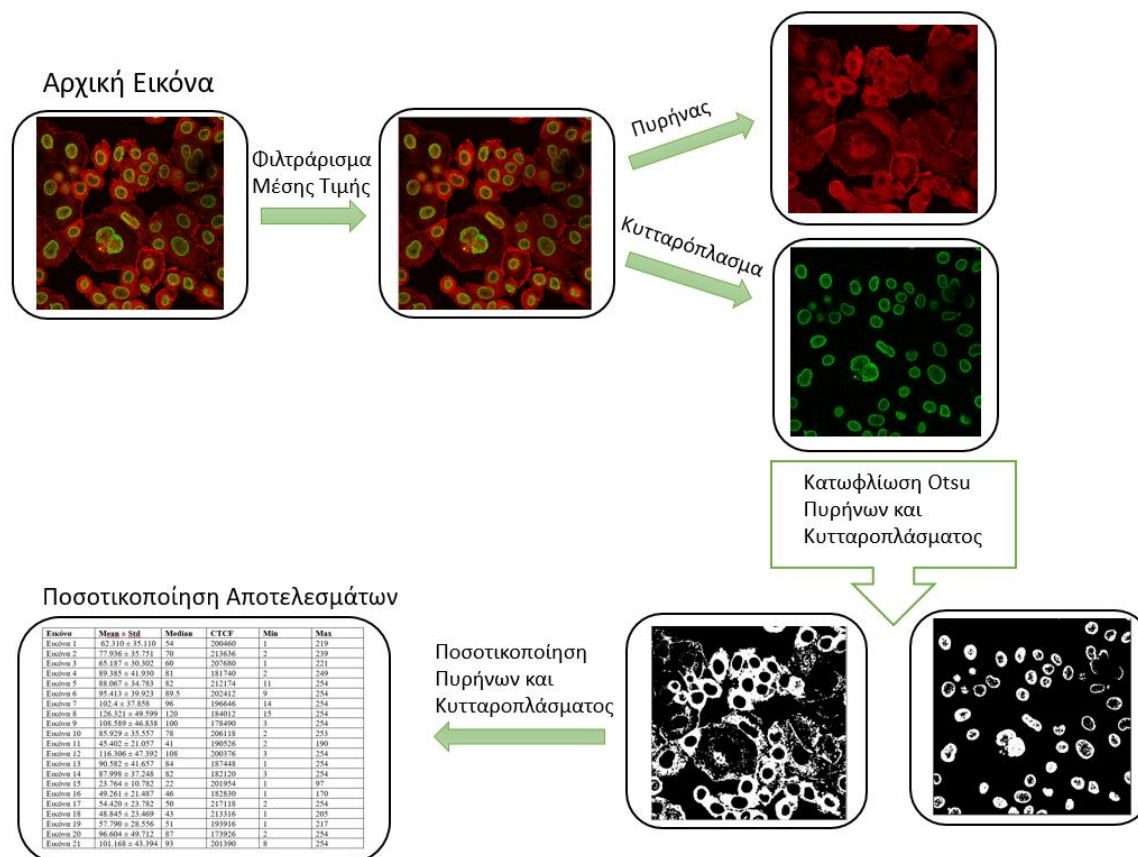 Αρχική Εικόνα
Φιλτράρισμα
Μέσης Τιμής
Πυρήνας
Κυτταρόπλασμα
Κατωφλίωση Otsu
Πυρήνων και
Κυτταροπλάσματος
Ποσοτικοποίηση
Πυρήνων και
Κυτταροπλάσματος
Ποσοτικοποίηση Αποτελεσμάτων
Εικόνα Mean ± Std Median CTCF Min Max
Εικόνα 1 62.310 ± 35.110 54 200460 1 219
Εικόνα 2 77.936 ± 35.751 70 213636 2 239
Εικόνα 3 65.187 ± 30.302 60 207680 1 221
Εικόνα 4 89.385 ± 41.930 81 181740 2 249
Εικόνα 5 88.067 ± 34.783 82 212174 11 254
Εικόνα 6 95.413 ± 39.923 89.5 202412 9 254
Εικόνα 7 102.4 ± 37.858 96 196646 14 254
Εικόνα 8 126.321 ± 49.599 120 184012 15 254
Εικόνα 9 108.589 ± 46.838 100 178490 3 254
Εικόνα 10 85.929 ± 35.557 78 206118 2 253
Εικόνα 11 45.402 ± 21.057 41 190526 2 190
Εικόνα 12 116.306 ± 47.392 108 200376 3 254
Εικόνα 13 90.582 ± 41.657 84 187448 1 254
Εικόνα 14 87.998 ± 37.248 82 182120 3 254
Εικόνα 15 23.764 ± 10.782 22 201954 1 97
Εικόνα 16 49.261 ± 21.487 46 182830 1 170
Εικόνα 17 54.420 ± 23.782 50 217118 2 254
Εικόνα 18 48.845 ± 23.469 43 213316 1 205
Εικόνα 19 57.790 ± 28.556 51 193916 1 217
Εικόνα 20 96.604 ± 49.712 87 173926 2 254
Εικόνα 21 101.168 ± 43.394 93 201390 8 254